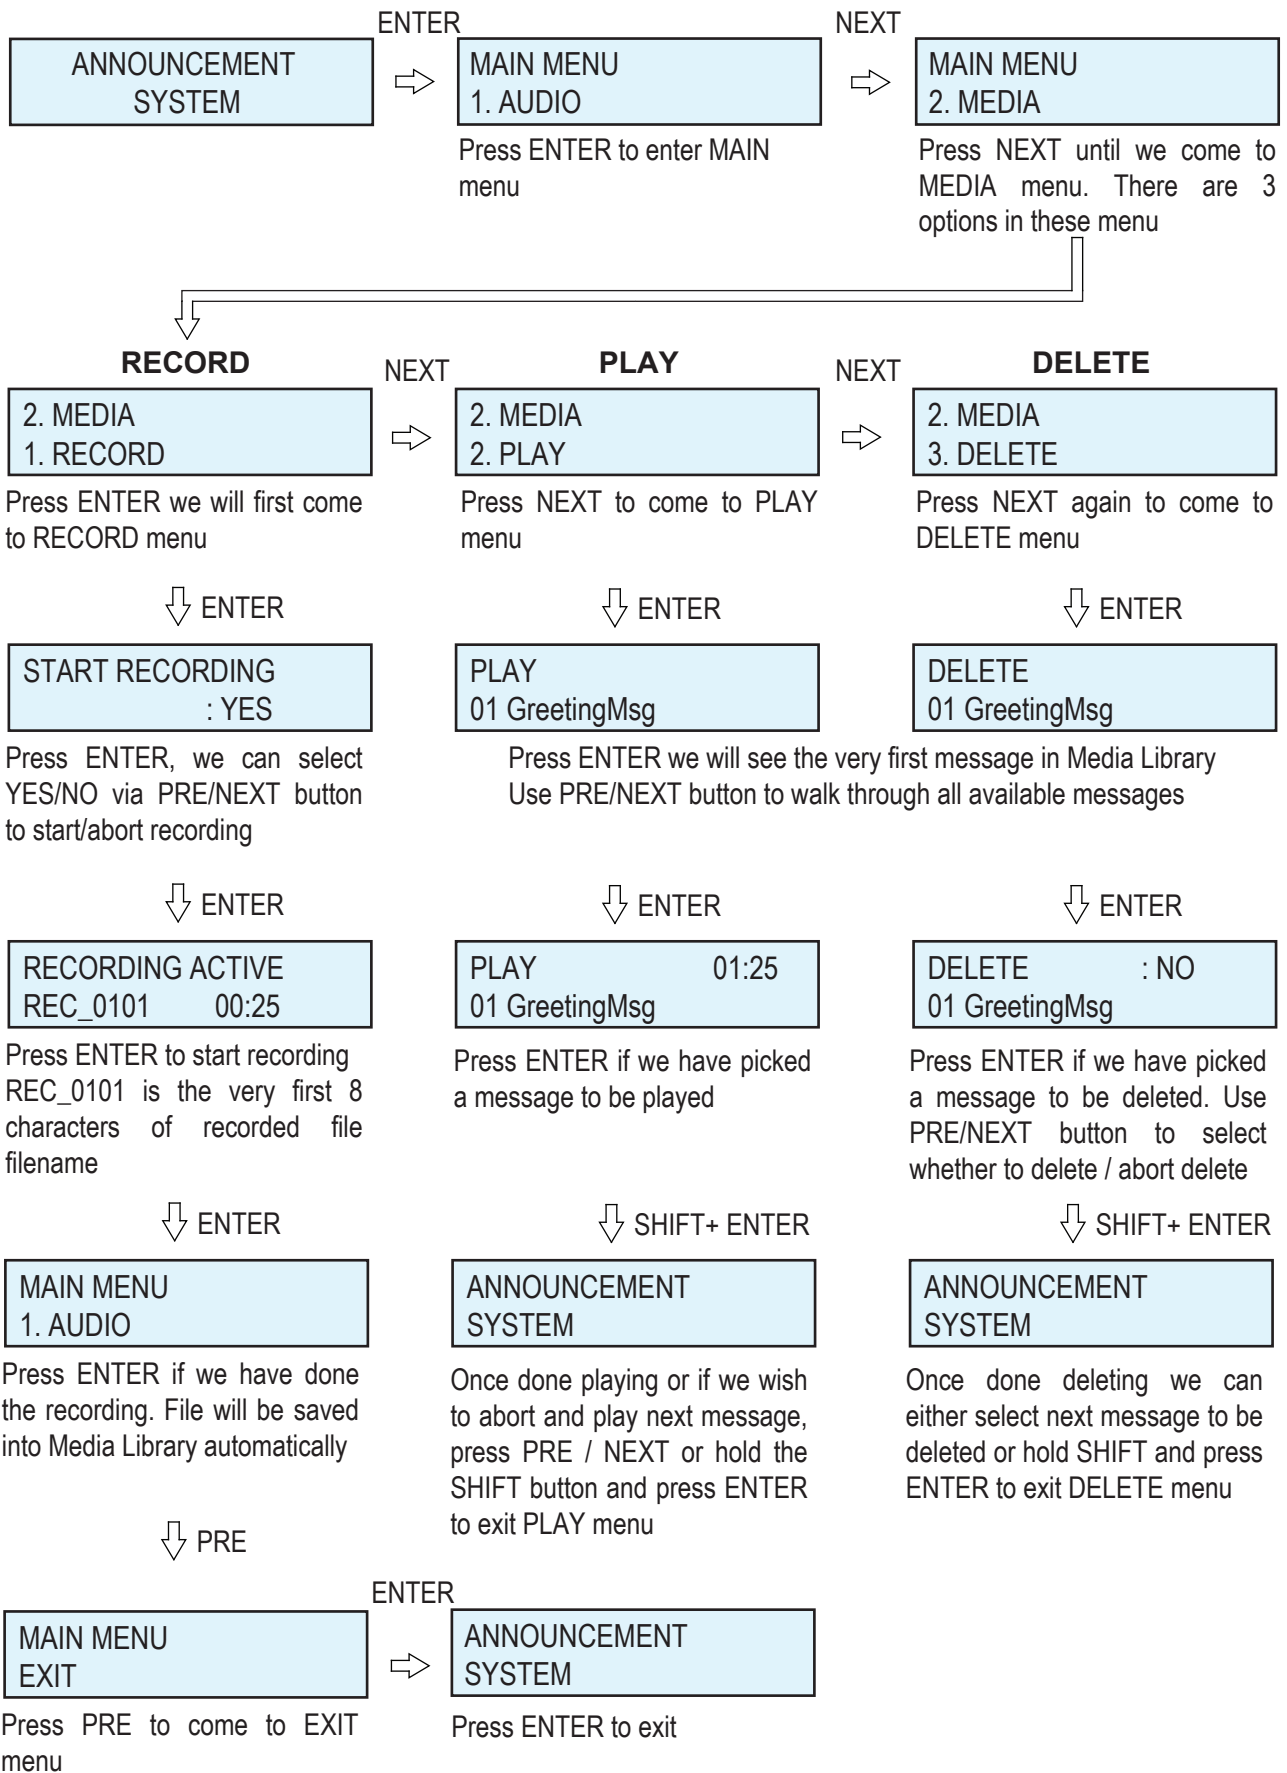 ENTER
NEXT
ANNOUNCEMENT
SYSTEM
MAIN MENU
1. AUDIO
MAIN MENU
2. MEDIA
Press ENTER to enter MAIN
menu
Press NEXT until we come to
MEDIA menu. There are 3
options in these menu
RECORD
NEXT
PLAY
NEXT
DELETE
2. MEDIA
1. RECORD
2. MEDIA
2. PLAY
2. MEDIA
3. DELETE
Press ENTER we will first come
to RECORD menu
Press NEXT to come to PLAY
menu
Press NEXT again to come to
DELETE menu
ENTER
ENTER
ENTER
START RECORDING
: YES
PLAY
01 GreetingMsg
DELETE
01 GreetingMsg
Press ENTER, we can select
YES/NO via PRE/NEXT button
to start/abort recording
Press ENTER we will see the very first message in Media Library
Use PRE/NEXT button to walk through all available messages
ENTER
ENTER
ENTER
RECORDING ACTIVE
REC_0101 00:25
PLAY 01:25
01 GreetingMsg
DELETE : NO
01 GreetingMsg
Press ENTER to start recording
REC_0101 is the very first 8
characters of recorded file
filename
Press ENTER if we have picked
a message to be played
Press ENTER if we have picked
a message to be deleted. Use
PRE/NEXT button to select
whether to delete / abort delete
ENTER
SHIFT+ ENTER
SHIFT+ ENTER
MAIN MENU
1. AUDIO
ANNOUNCEMENT
SYSTEM
ANNOUNCEMENT
SYSTEM
Press ENTER if we have done
the recording. File will be saved
into Media Library automatically
Once done playing or if we wish
to abort and play next message,
press PRE / NEXT or hold the
SHIFT button and press ENTER
to exit PLAY menu
Once done deleting we can
either select next message to be
deleted or hold SHIFT and press
ENTER to exit DELETE menu
PRE
ENTER
MAIN MENU
EXIT
ANNOUNCEMENT
SYSTEM
Press PRE to come to EXIT
menu
Press ENTER to exit